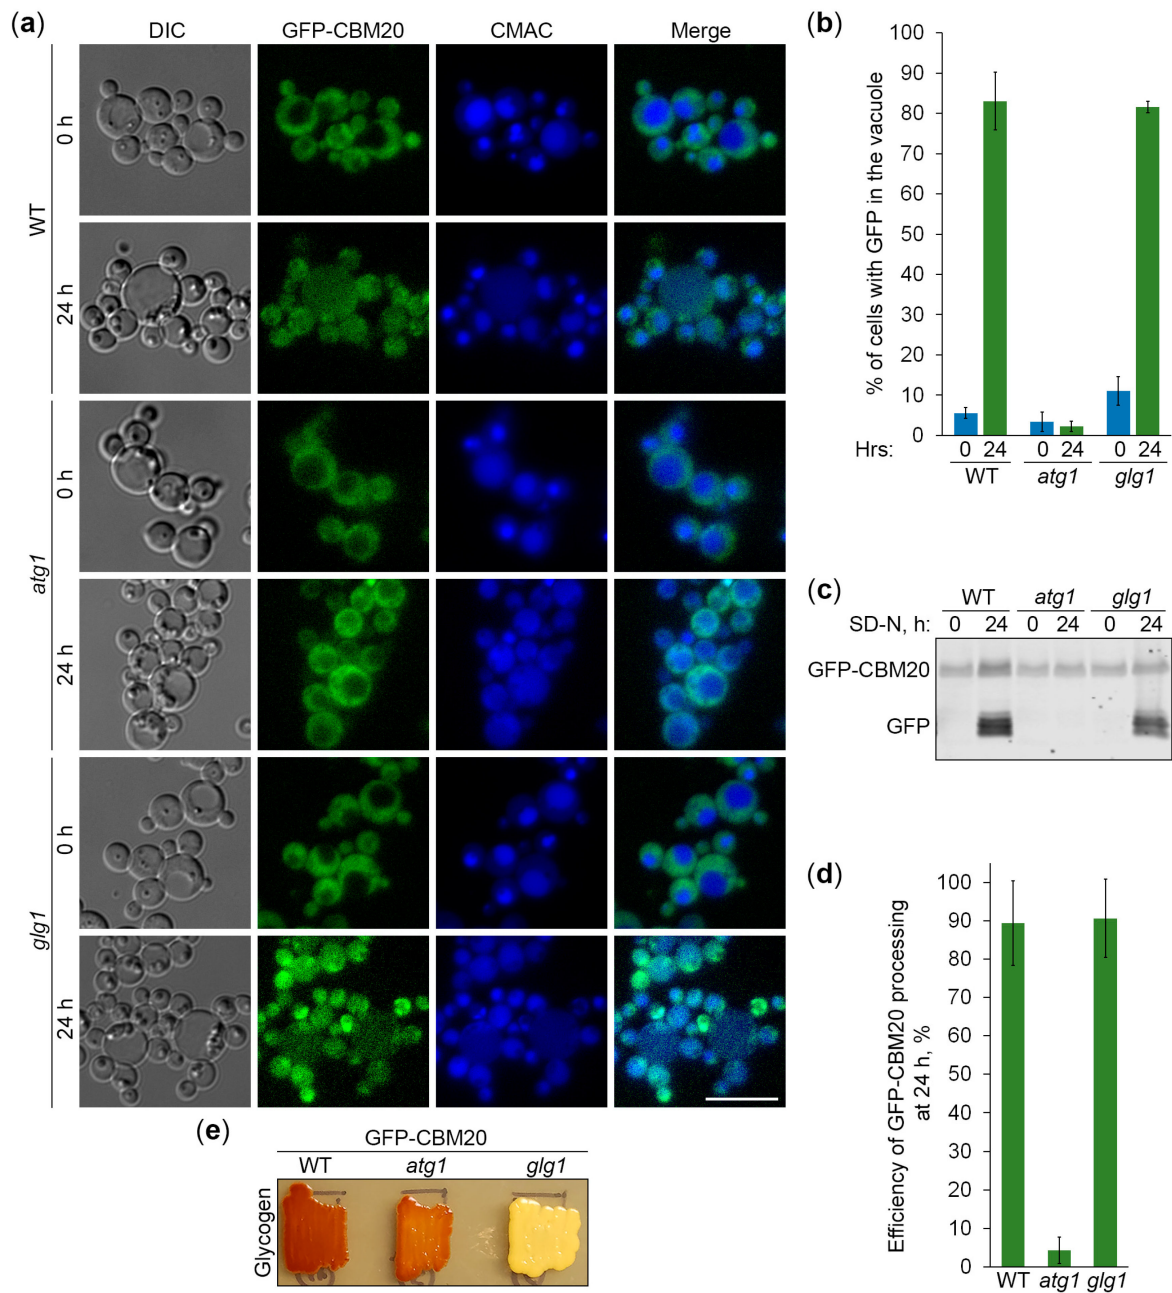 (a)
DIC GFP-CBM20 CMAC Merge
WT
0 h
24 h
atg1
0 h
24 h
glg1
0 h
24 h
(b)
% of cells with GFP in the vacuole
100
90
80
70
60
50
40
30
20
10
0
Hrs: 0 24 0 24 0 24
WT atg1 glg1
(c)
WT atg1 glg1
SD-N, h: 0 24 0 24 0 24
GFP-CBM20
GFP
(d)
Efficiency of GFP-CBM20 processing
at 24 h, %
100
90
80
70
60
50
40
30
20
10
0
WT atg1 glg1
(e)
GFP-CBM20
WT atg1 glg1
Glycogen